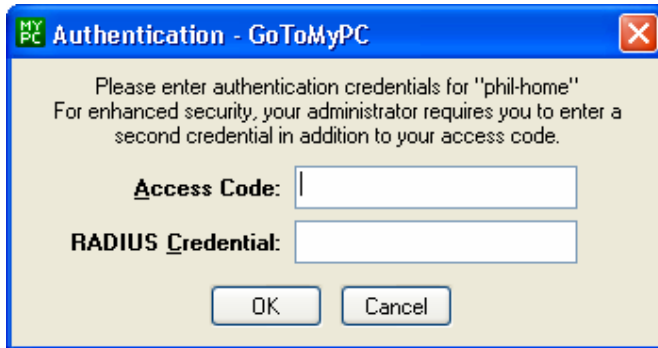 MY PC Authentication - GoToMyPC
Please enter authentication credentials for "phil-home"
For enhanced security, your administrator requires you to enter a
second credential in addition to your access code.
Access Code:
RADIUS Credential:
OK Cancel